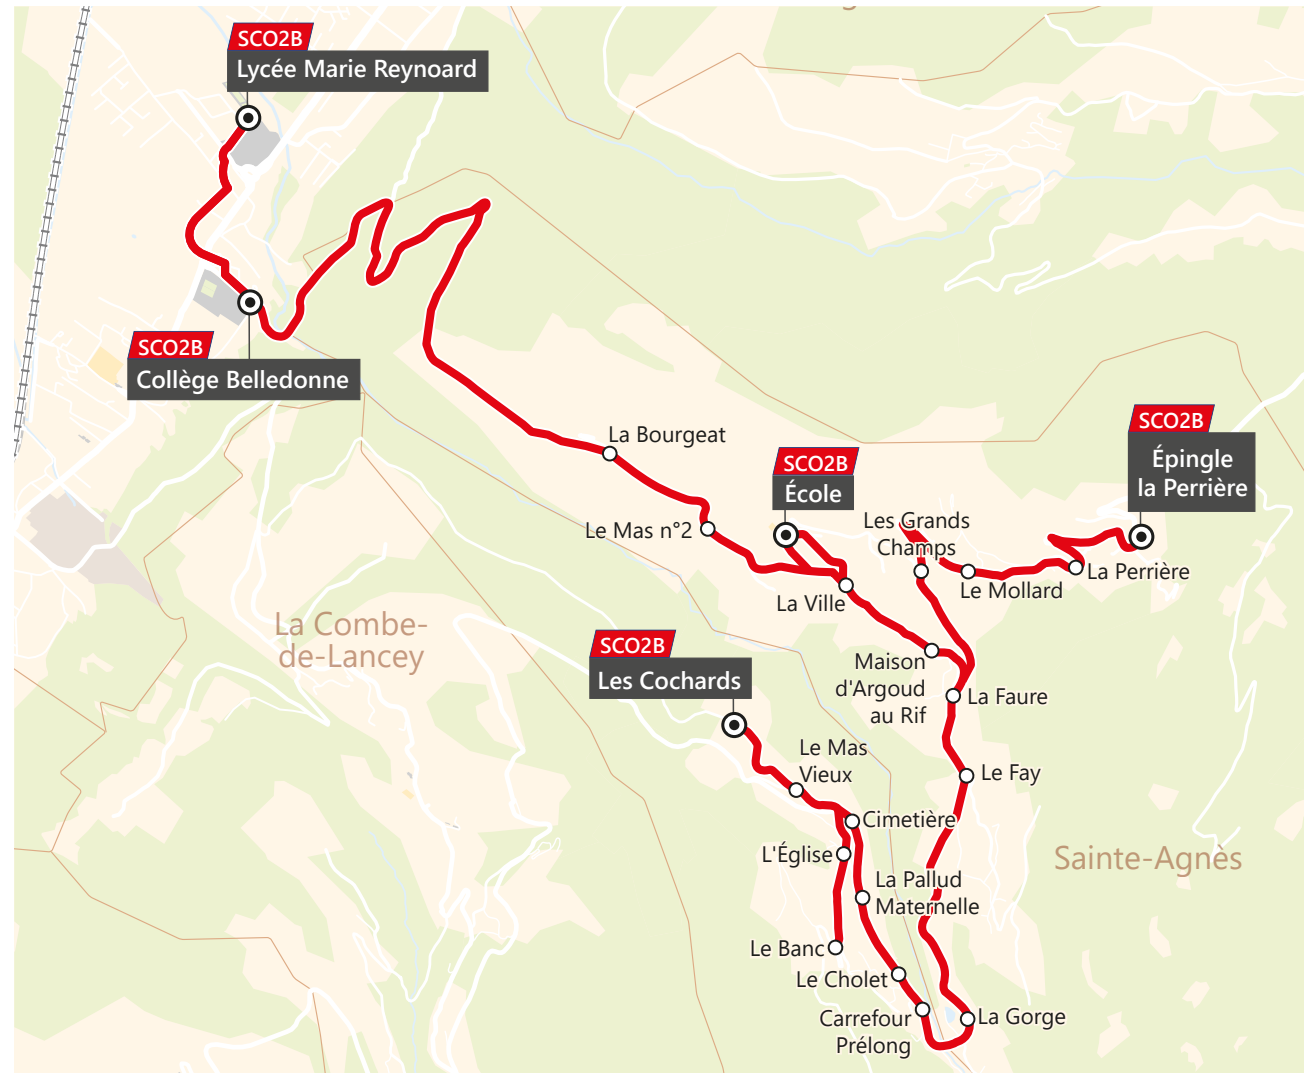 SCO2B
Lycée Marie Reynoard
SCO2B
Collège Belledonne
La Bourgeat
Le Mas n°2
SCO2B
École
La Ville
SCO2B
Épingle
la Perrière
Les Grands
Champs
Le Mollard
La Perrière
La Combe-
de-Lancey
SCO2B
Les Cochards
Maison
d'Argoud
au Rif
La Faure
Le Mas
Vieux
Le Fay
Cimetière
L'Église
Sainte-Agnès
La Pallud
Maternelle
Le Banc
Le Cholet
Carrefour
Prélong
La Gorge